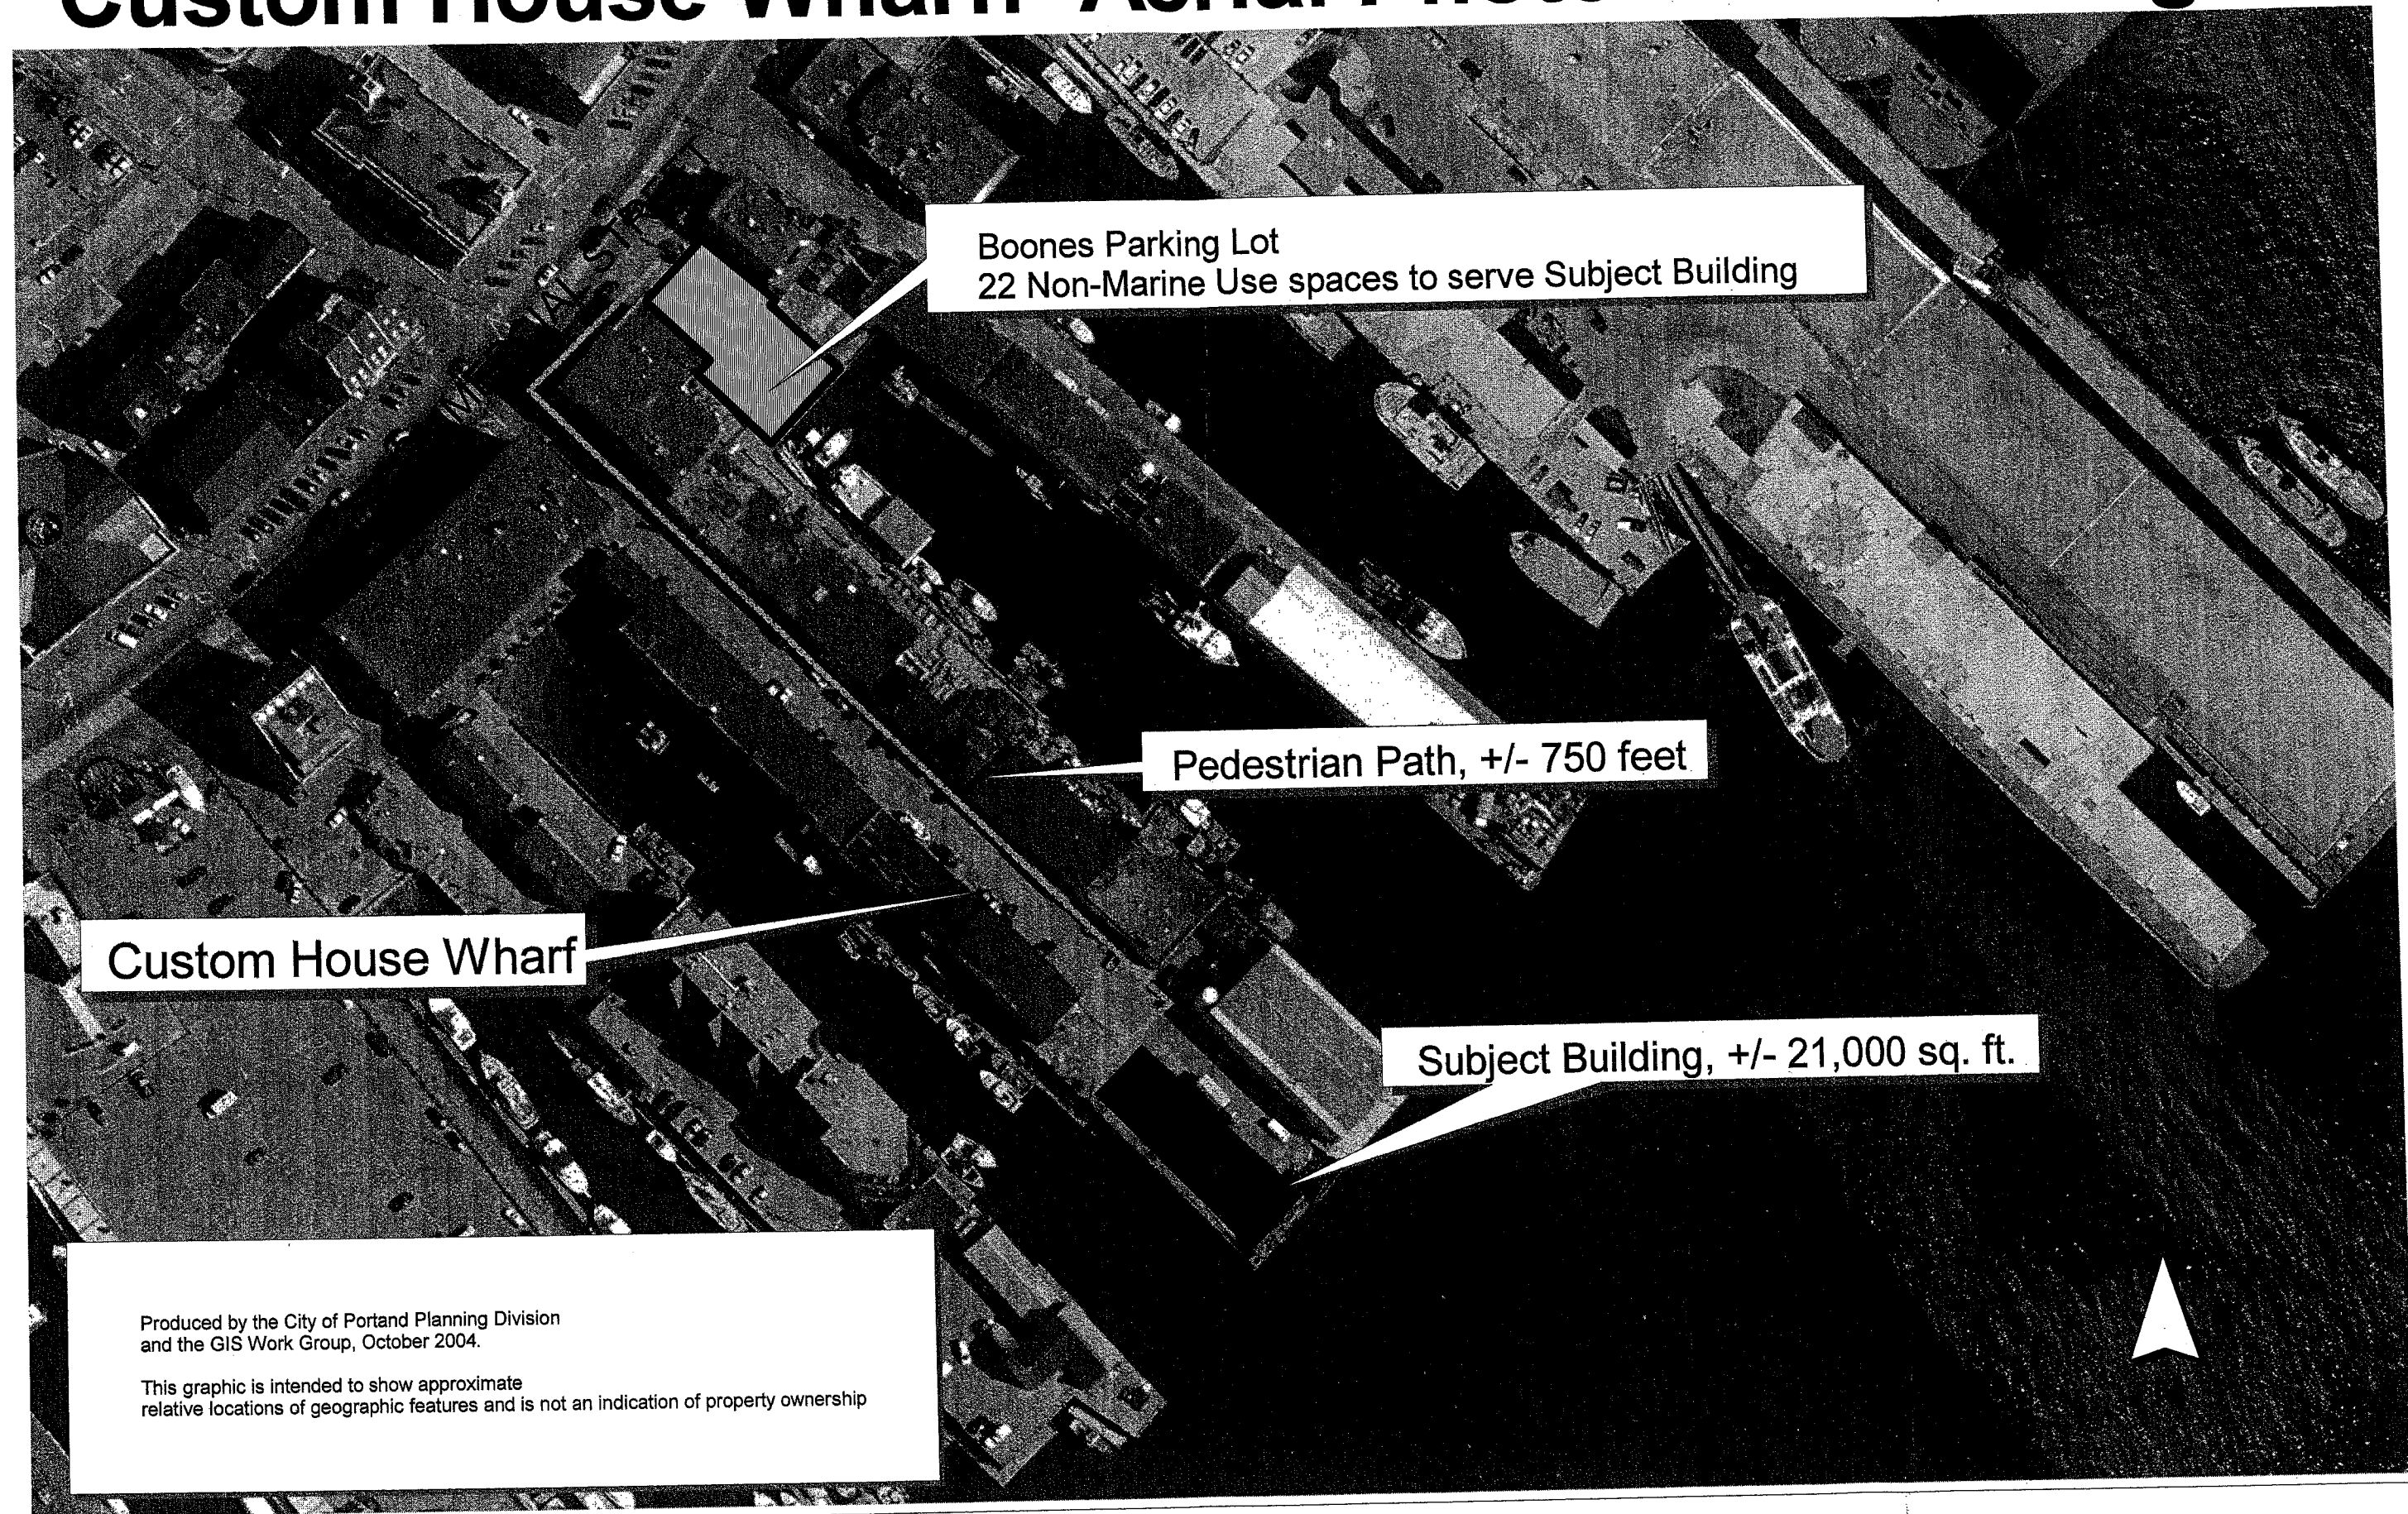 Custom House Wharf
Boones Parking Lot
22 Non-Marine Use spaces to serve Subject Building
Pedestrian Path, +/- 750 feet
Custom House Wharf
Subject Building, +/- 21,000 sq. ft.
Produced by the City of Portand Planning Division
and the GIS Work Group, October 2004.
This graphic is intended to show approximate
relative locations of geographic features and is not an indication of property ownership